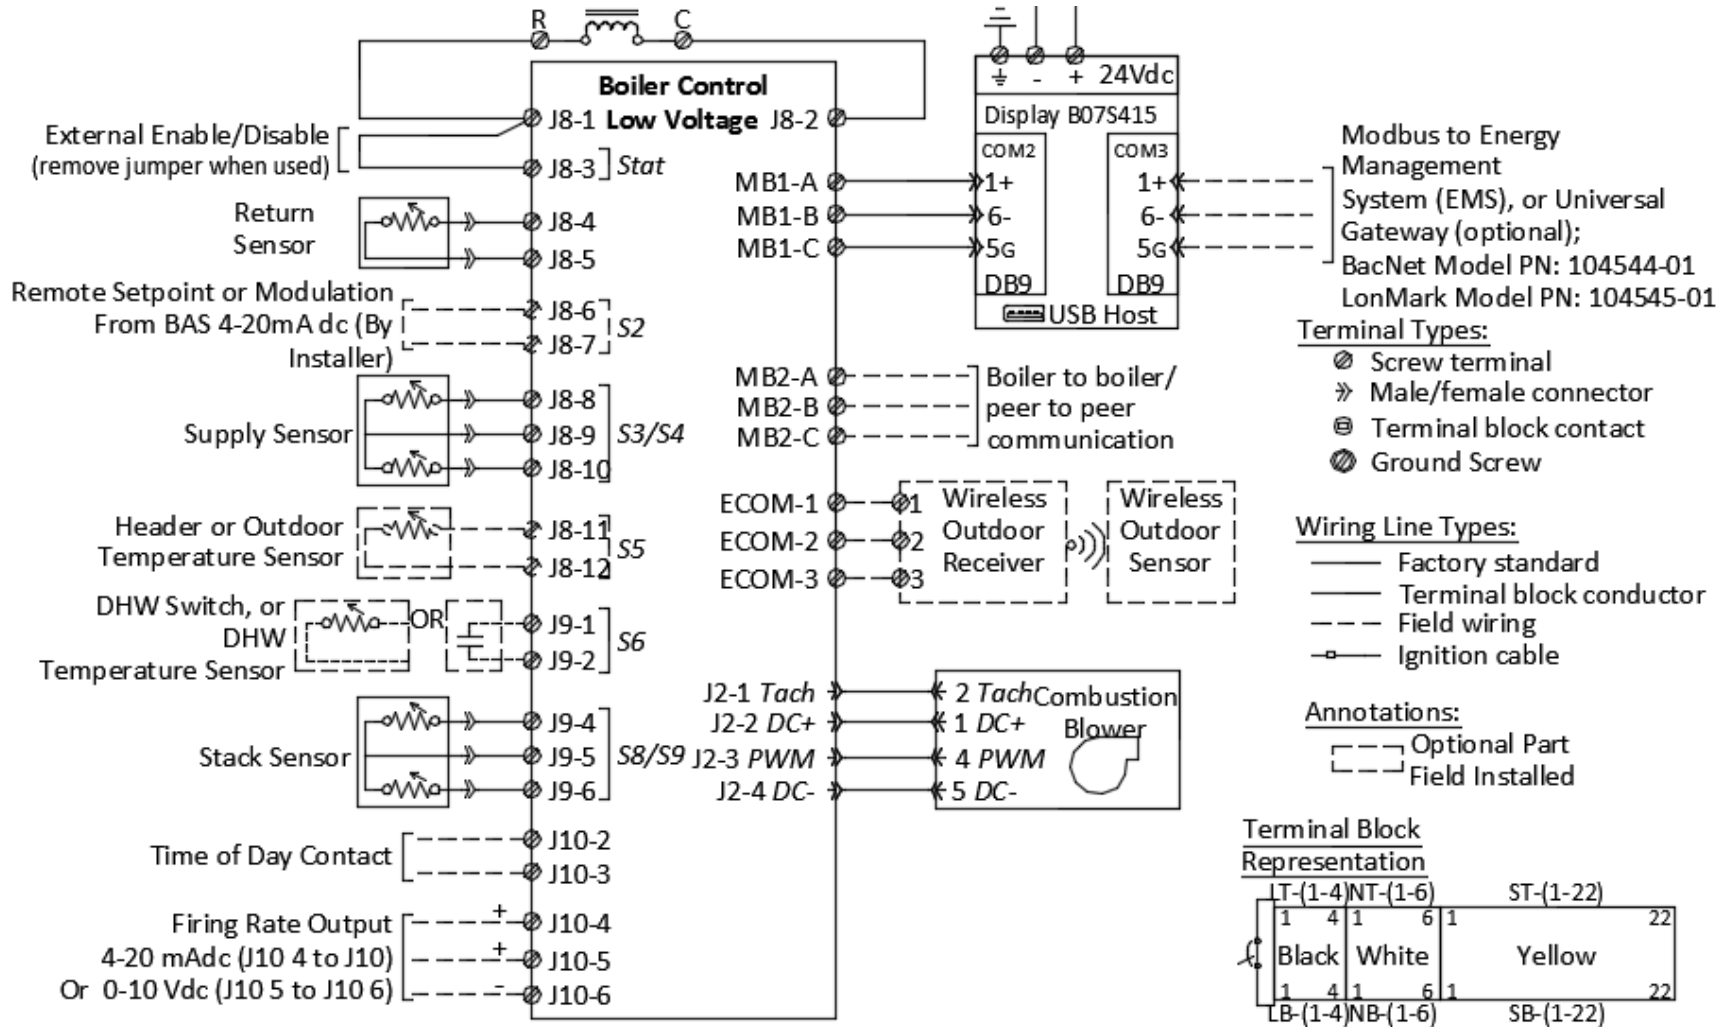 R
C
Boiler Control
Low Voltage
External Enable/Disable
(remove jumper when used)
J8-1
J8-2
J8-3
Stat
Return
Sensor
J8-4
J8-5
Remote Setpoint or Modulation
From BAS 4-20mA dc (By
Installer)
J8-6
J8-7
S2
Supply Sensor
J8-8
J8-9
J8-10
S3/S4
Header or Outdoor
Temperature Sensor
J8-11
J8-12
S5
DHW Switch, or
DHW
Temperature Sensor
OR
J9-1
J9-2
S6
Stack Sensor
J9-4
J9-5
J9-6
S8/S9
Time of Day Contact
J10-2
J10-3
Firing Rate Output
4-20 mAdc (J10 4 to J10)
Or 0-10 Vdc (J10 5 to J10 6)
+
+
-
J10-4
J10-5
J10-6
MB1-A
MB1-B
MB1-C
MB2-A
MB2-B
MB2-C
Boiler to boiler/
peer to peer
communication
ECOM-1
ECOM-2
ECOM-3
1
2
3
Wireless
Outdoor
Receiver
Wireless
Outdoor
Sensor
J2-1 Tach
J2-2 DC+
J2-3 PWM
J2-4 DC-
2 Tach
1 DC+
4 PWM
5 DC-
Combustion
Blower
- + 24Vdc
Display B07S415
COM2
1+
6-
5G
DB9
COM3
1+
6-
5G
DB9
USB Host
Modbus to Energy
Management
System (EMS), or Universal
Gateway (optional);
BacNet Model PN: 104544-01
LonMark Model PN: 104545-01
Terminal Types:
Screw terminal
Male/female connector
Terminal block contact
Ground Screw
Wiring Line Types:
Factory standard
Terminal block conductor
Field wiring
Ignition cable
Annotations:
Optional Part
Field Installed
Terminal Block
Representation
LT-(1-4) NT-(1-6) ST-(1-22)
1 4 1 6 1 22
Black White Yellow
1 4 1 6 1 22
LB-(1-4) NB-(1-6) SB-(1-22)